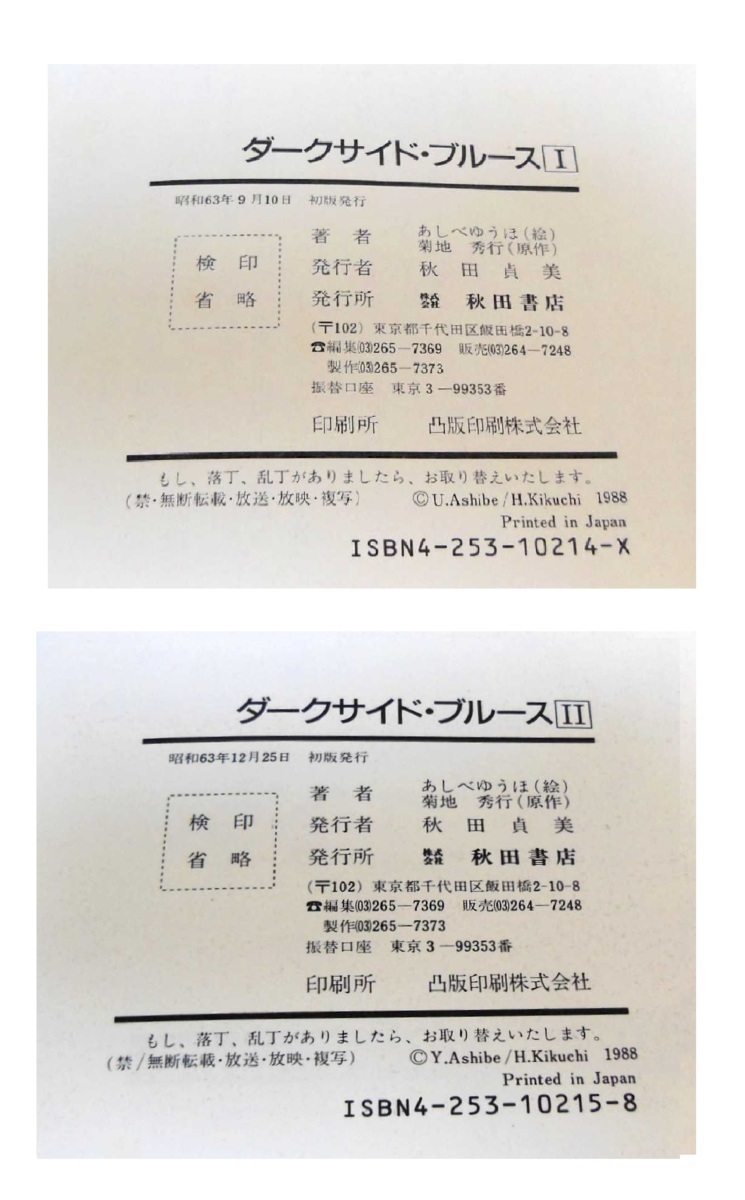 ダークサイド・ブルース I
昭和63年9月10日 初版発行
検印
省略
著者 あしべゆうほ(絵)
菊地 秀行(原作)
発行者 秋田貞美
発行所 株式会社 秋田書店
(〒102) 東京都千代田区飯田橋2-10-8
☎編集(03)265―7369 販売(03)264―7248
製作(03)265―7373
振替口座 東京3―99353番
印刷所 凸版印刷株式会社
もし、落丁、乱丁がありましたら、お取り替えいたします。
(禁・無断転載・放送・放映・複写) ©U.Ashibe/H.Kikuchi 1988
Printed in Japan
ISBN4-253-10214-X
ダークサイド・ブルース II
昭和63年12月25日 初版発行
検印
省略
著者 あしべゆうほ(絵)
菊地 秀行(原作)
発行者 秋田貞美
発行所 株式会社 秋田書店
(〒102) 東京都千代田区飯田橋2-10-8
☎編集(03)265―7369 販売(03)264―7248
製作(03)265―7373
振替口座 東京3―99353番
印刷所 凸版印刷株式会社
もし、落丁、乱丁がありましたら、お取り替えいたします。
(禁/無断転載・放送・放映・複写) ©Y.Ashibe/H.Kikuchi 1988
Printed in Japan
ISBN4-253-10215-8